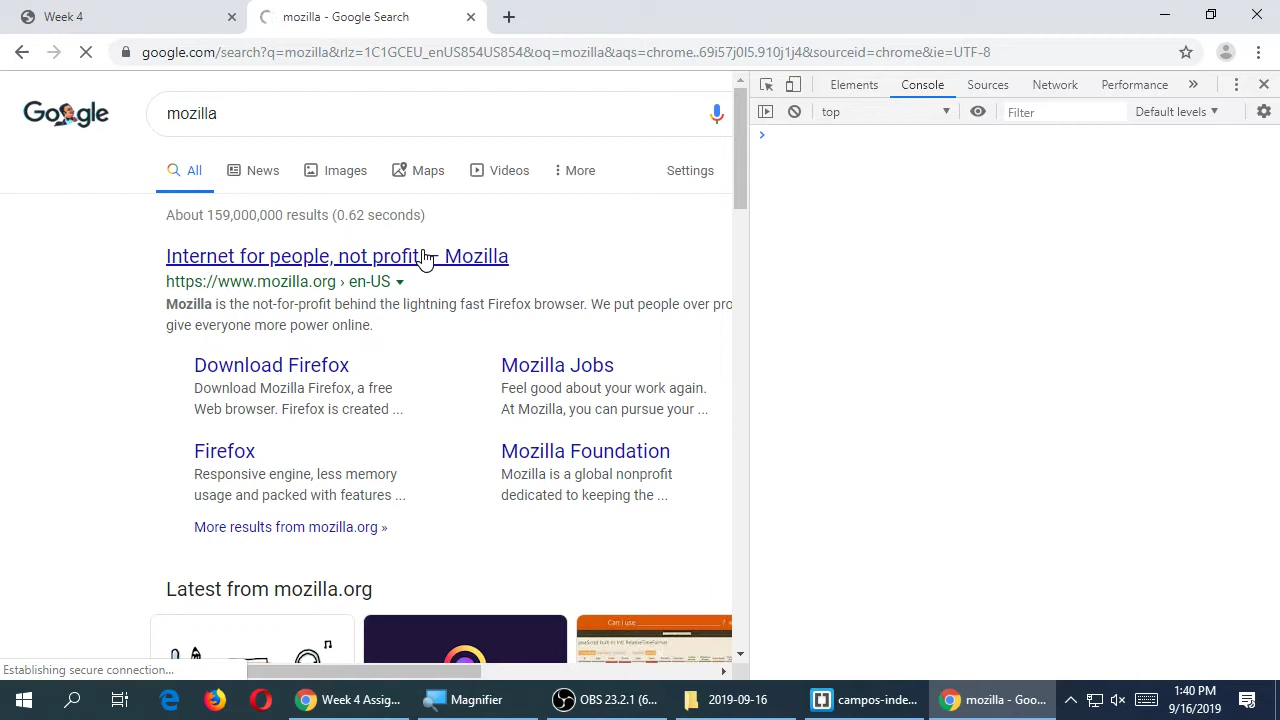 Week 4
mozilla - Google Search
google.com/search?q=mozilla&rlz=1C1GCEU_enUS854US854&oq=mozilla&aqs=chrome..69i57j0l5.910j1j4&sourceid=chrome&ie=UTF-8
Elements Console Sources Network Performance
Google
mozilla
top Filter Default levels
All News Images Maps Videos More Settings
About 159,000,000 results (0.62 seconds)
Internet for people, not profit — Mozilla
https://www.mozilla.org › en-US
Mozilla is the not-for-profit behind the lightning fast Firefox browser. We put people over pro
give everyone more power online.
Download Firefox
Download Mozilla Firefox, a free
Web browser. Firefox is created ...
Mozilla Jobs
Feel good about your work again.
At Mozilla, you can pursue your ...
Firefox
Responsive engine, less memory
usage and packed with features ...
Mozilla Foundation
Mozilla is a global nonprofit
dedicated to keeping the ...
More results from mozilla.org »
Latest from mozilla.org
Can I use ?
Establishing secure connection...
Week 4 Assig... Magnifier OBS 23.2.1 (6... 2019-09-16 campos-inde... mozilla - Goo...
1:40 PM
9/16/2019